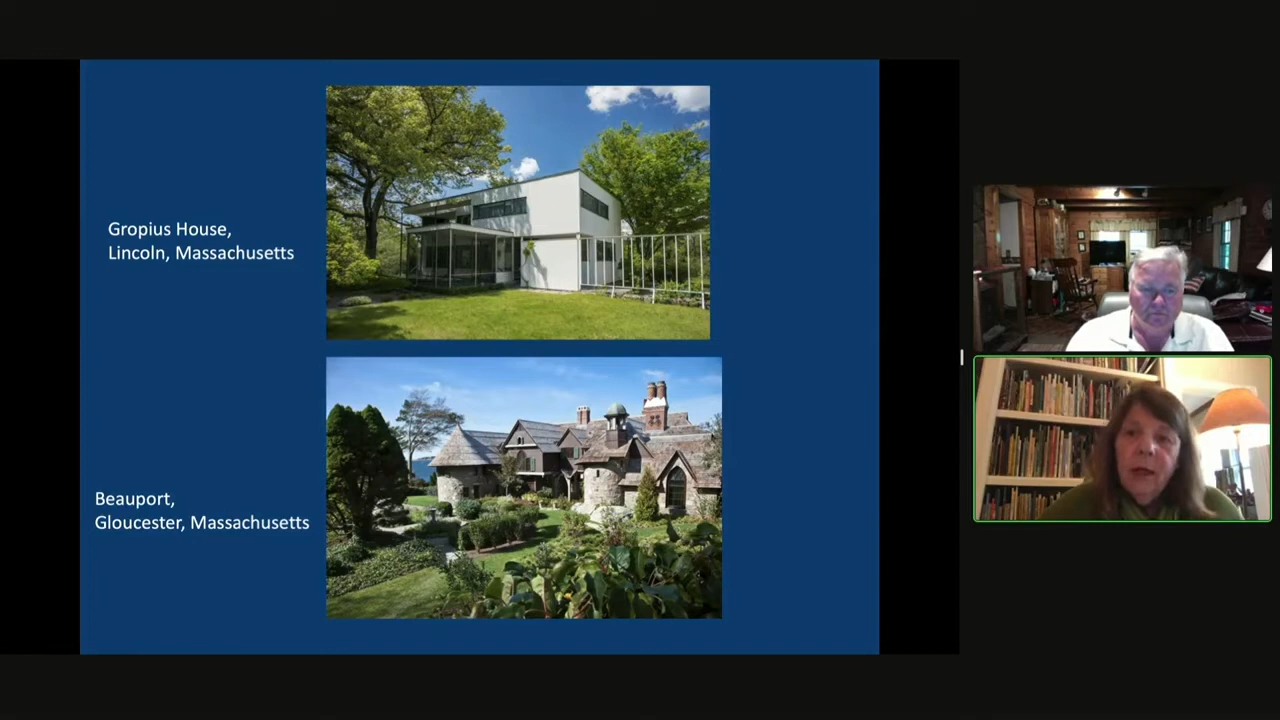 Gropius House,
Lincoln, Massachusetts
Beauport,
Gloucester, Massachusetts